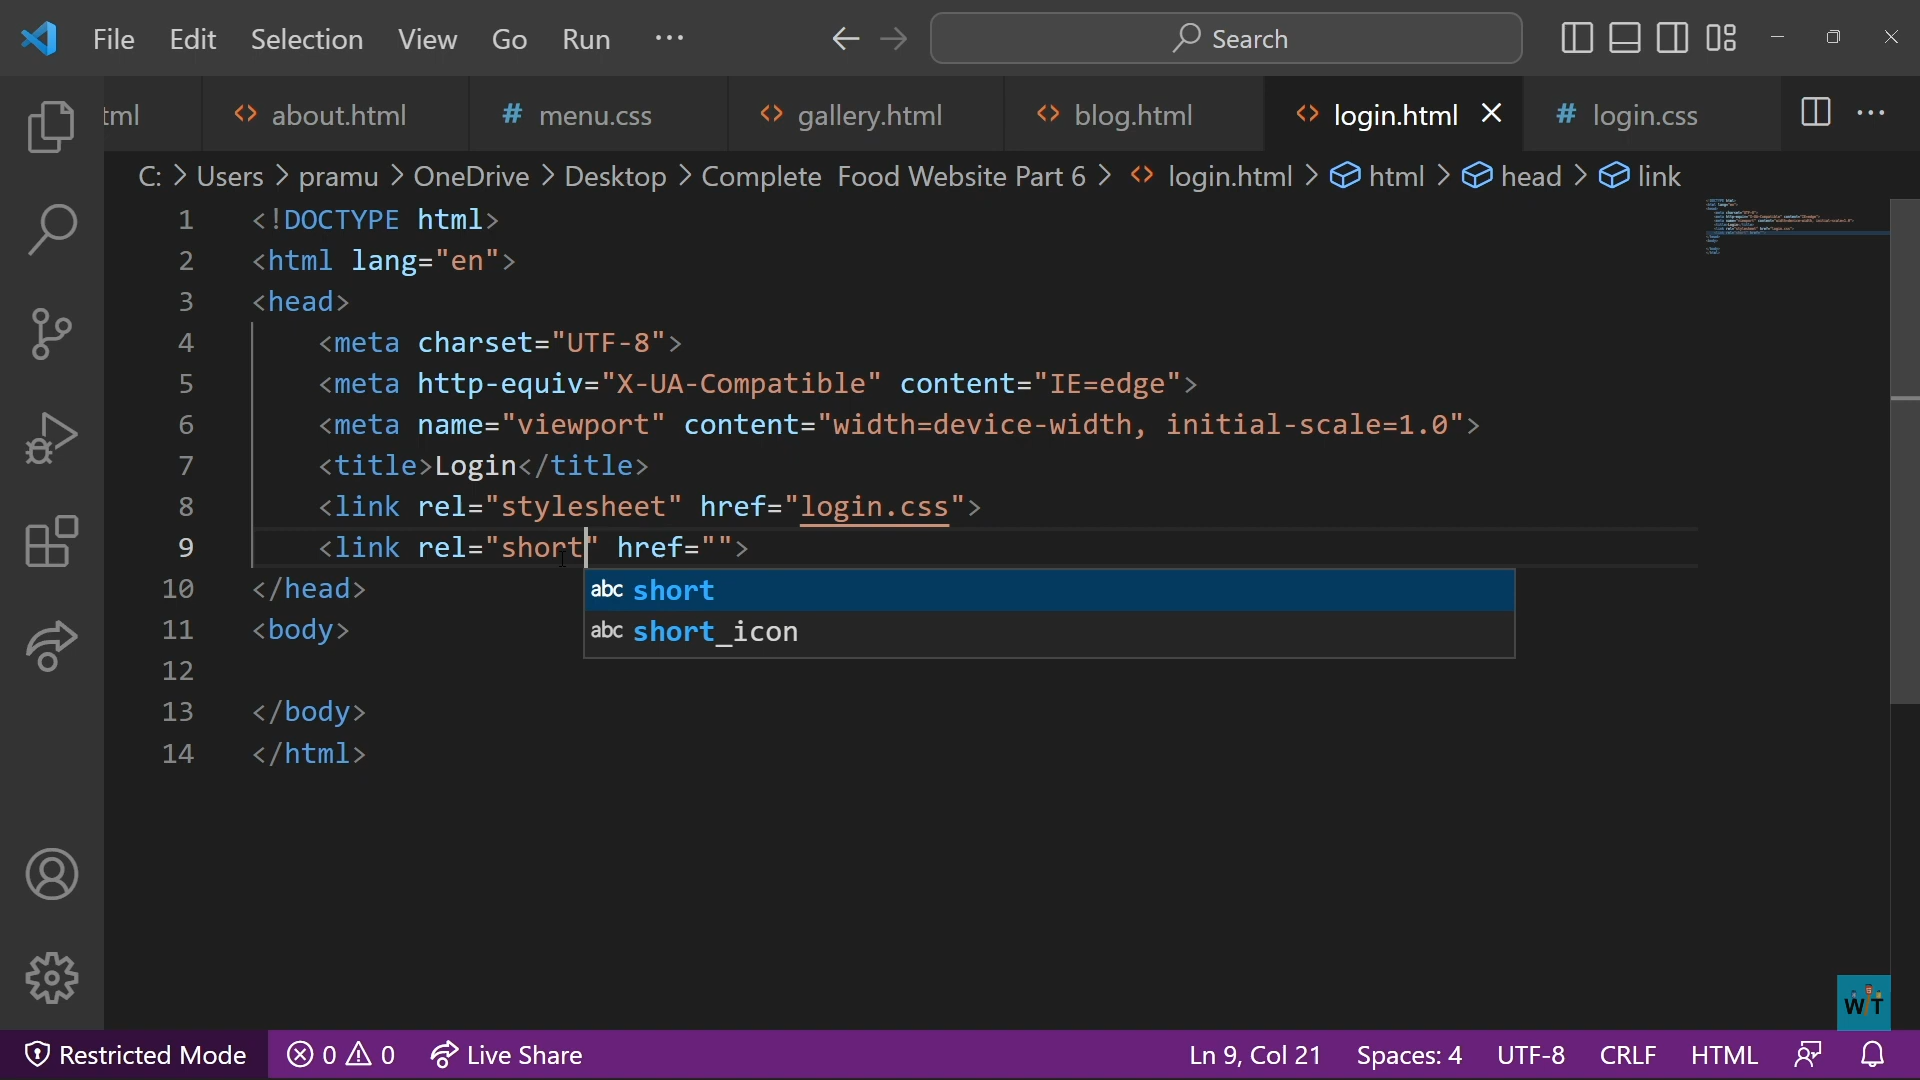 File Edit Selection View Go Run ··· Search
tml about.html # menu.css gallery.html blog.html login.html # login.css
C: > Users > pramu > OneDrive > Desktop > Complete Food Website Part 6 > login.html > html > head > link
1 <!DOCTYPE html>
2 <html lang="en">
3 <head>
4 <meta charset="UTF-8">
5 <meta http-equiv="X-UA-Compatible" content="IE=edge">
6 <meta name="viewport" content="width=device-width, initial-scale=1.0">
7 <title>Login</title>
8 <link rel="stylesheet" href="login.css">
9 <link rel="short" href="">
10 </head>
abc short
11 <body>
abc short_icon
12
13 </body>
14 </html>
WIT
Restricted Mode 0 0 Live Share Ln 9, Col 21 Spaces: 4 UTF-8 CRLF HTML